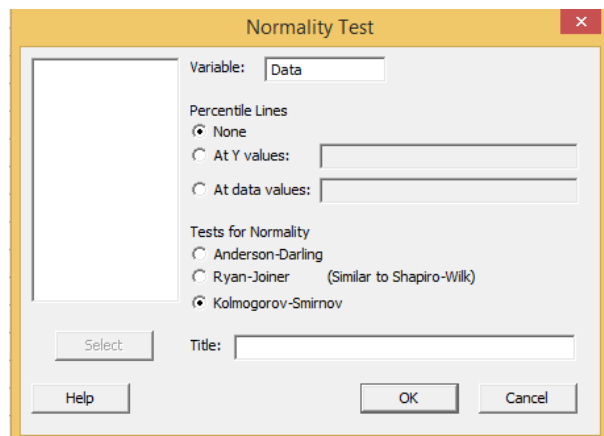 Normality Test
Variable: Data
Percentile Lines
None
At Y values:
At data values:
Tests for Normality
Anderson-Darling
Ryan-Joiner (Similar to Shapiro-Wilk)
Kolmogorov-Smirnov
Select Title:
Help OK Cancel